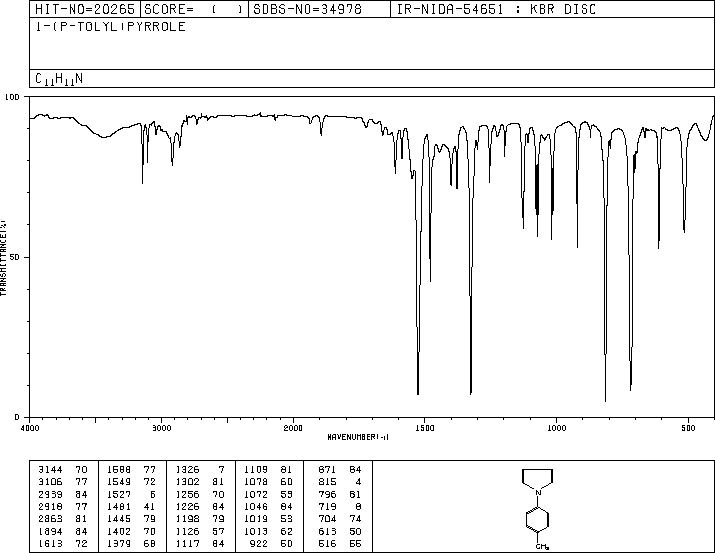 HIT-NO=20265 SCORE= ( ) SDBS-NO=34978 IR-NIDA-54651 : KBR DISC
1-(P-TOLYL)PYRROLE
C11H11N
100
TRANSMITTANCE(%)
50
0
4000 3000 2000 1500 1000 500
WAVENUMBER(-1)
3144 70 1588 77 1326 7 1109 81 871 84
3106 77 1549 72 1302 81 1078 60 815 4
2939 84 1527 6 1256 70 1072 59 796 81
2918 77 1481 41 1226 84 1046 84 719 8
2863 81 1445 79 1198 79 1019 53 704 74
1894 84 1402 70 1126 57 1013 62 613 50
1613 72 1379 68 1117 84 922 50 516 55
N
CH3